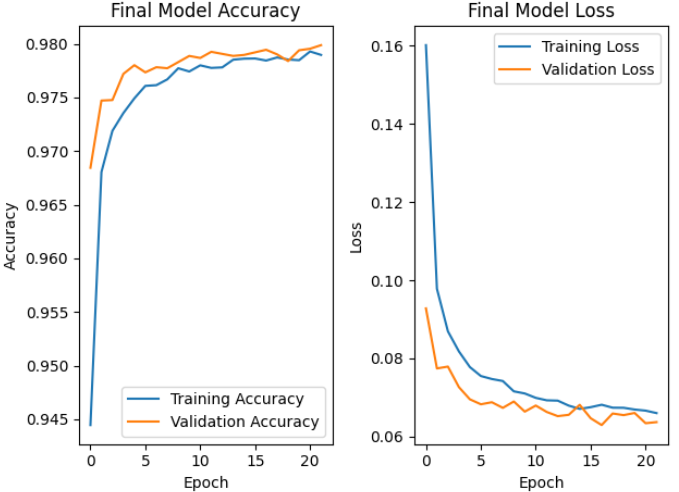 Final Model Accuracy
0.980
0.975
0.970
0.965
0.960
0.955
0.950
0.945
Accuracy
0
5
10
15
20
Epoch
Training Accuracy
Validation Accuracy
Final Model Loss
0.16
0.14
0.12
0.10
0.08
0.06
Loss
0
5
10
15
20
Epoch
Training Loss
Validation Loss